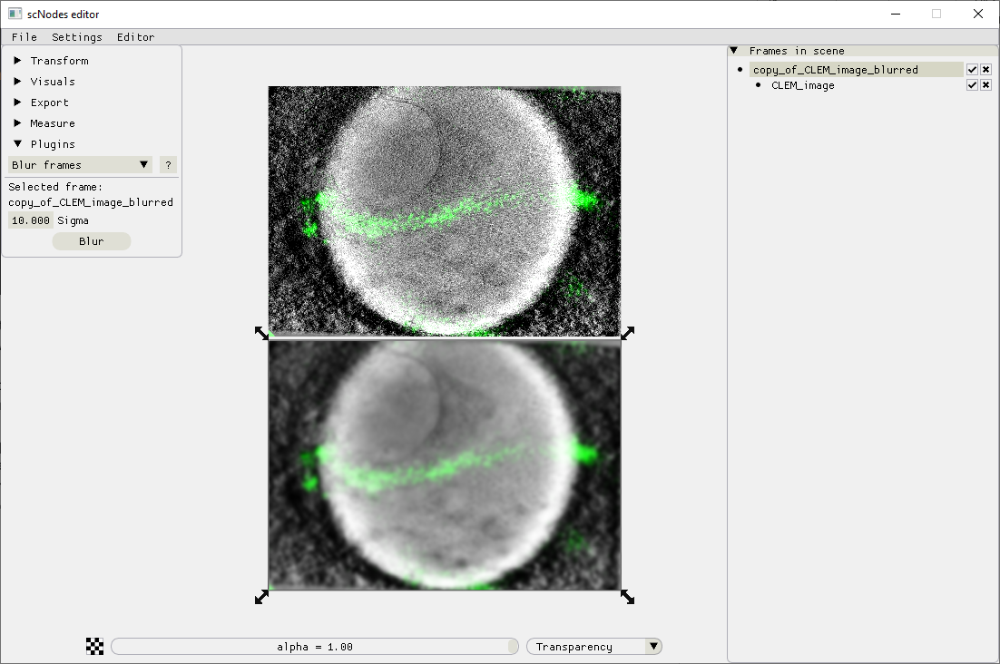 scNodes editor
File Settings Editor
Transform
Visuals
Export
Measure
Plugins
Blur frames ?
Selected frame:
copy_of_CLEM_image_blurred
10.000 Sigma
Blur
Frames in scene
copy_of_CLEM_image_blurred
CLEM_image
alpha = 1.00
Transparency